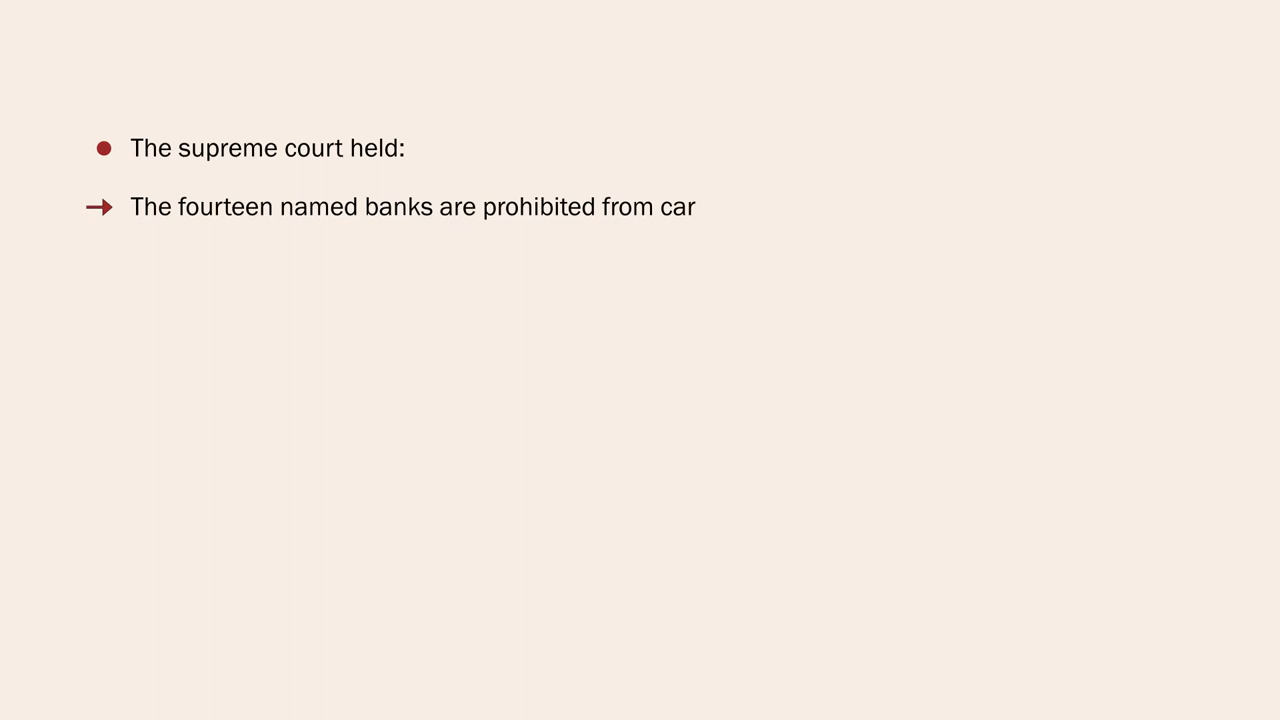 The supreme court held:
The fourteen named banks are prohibited from car